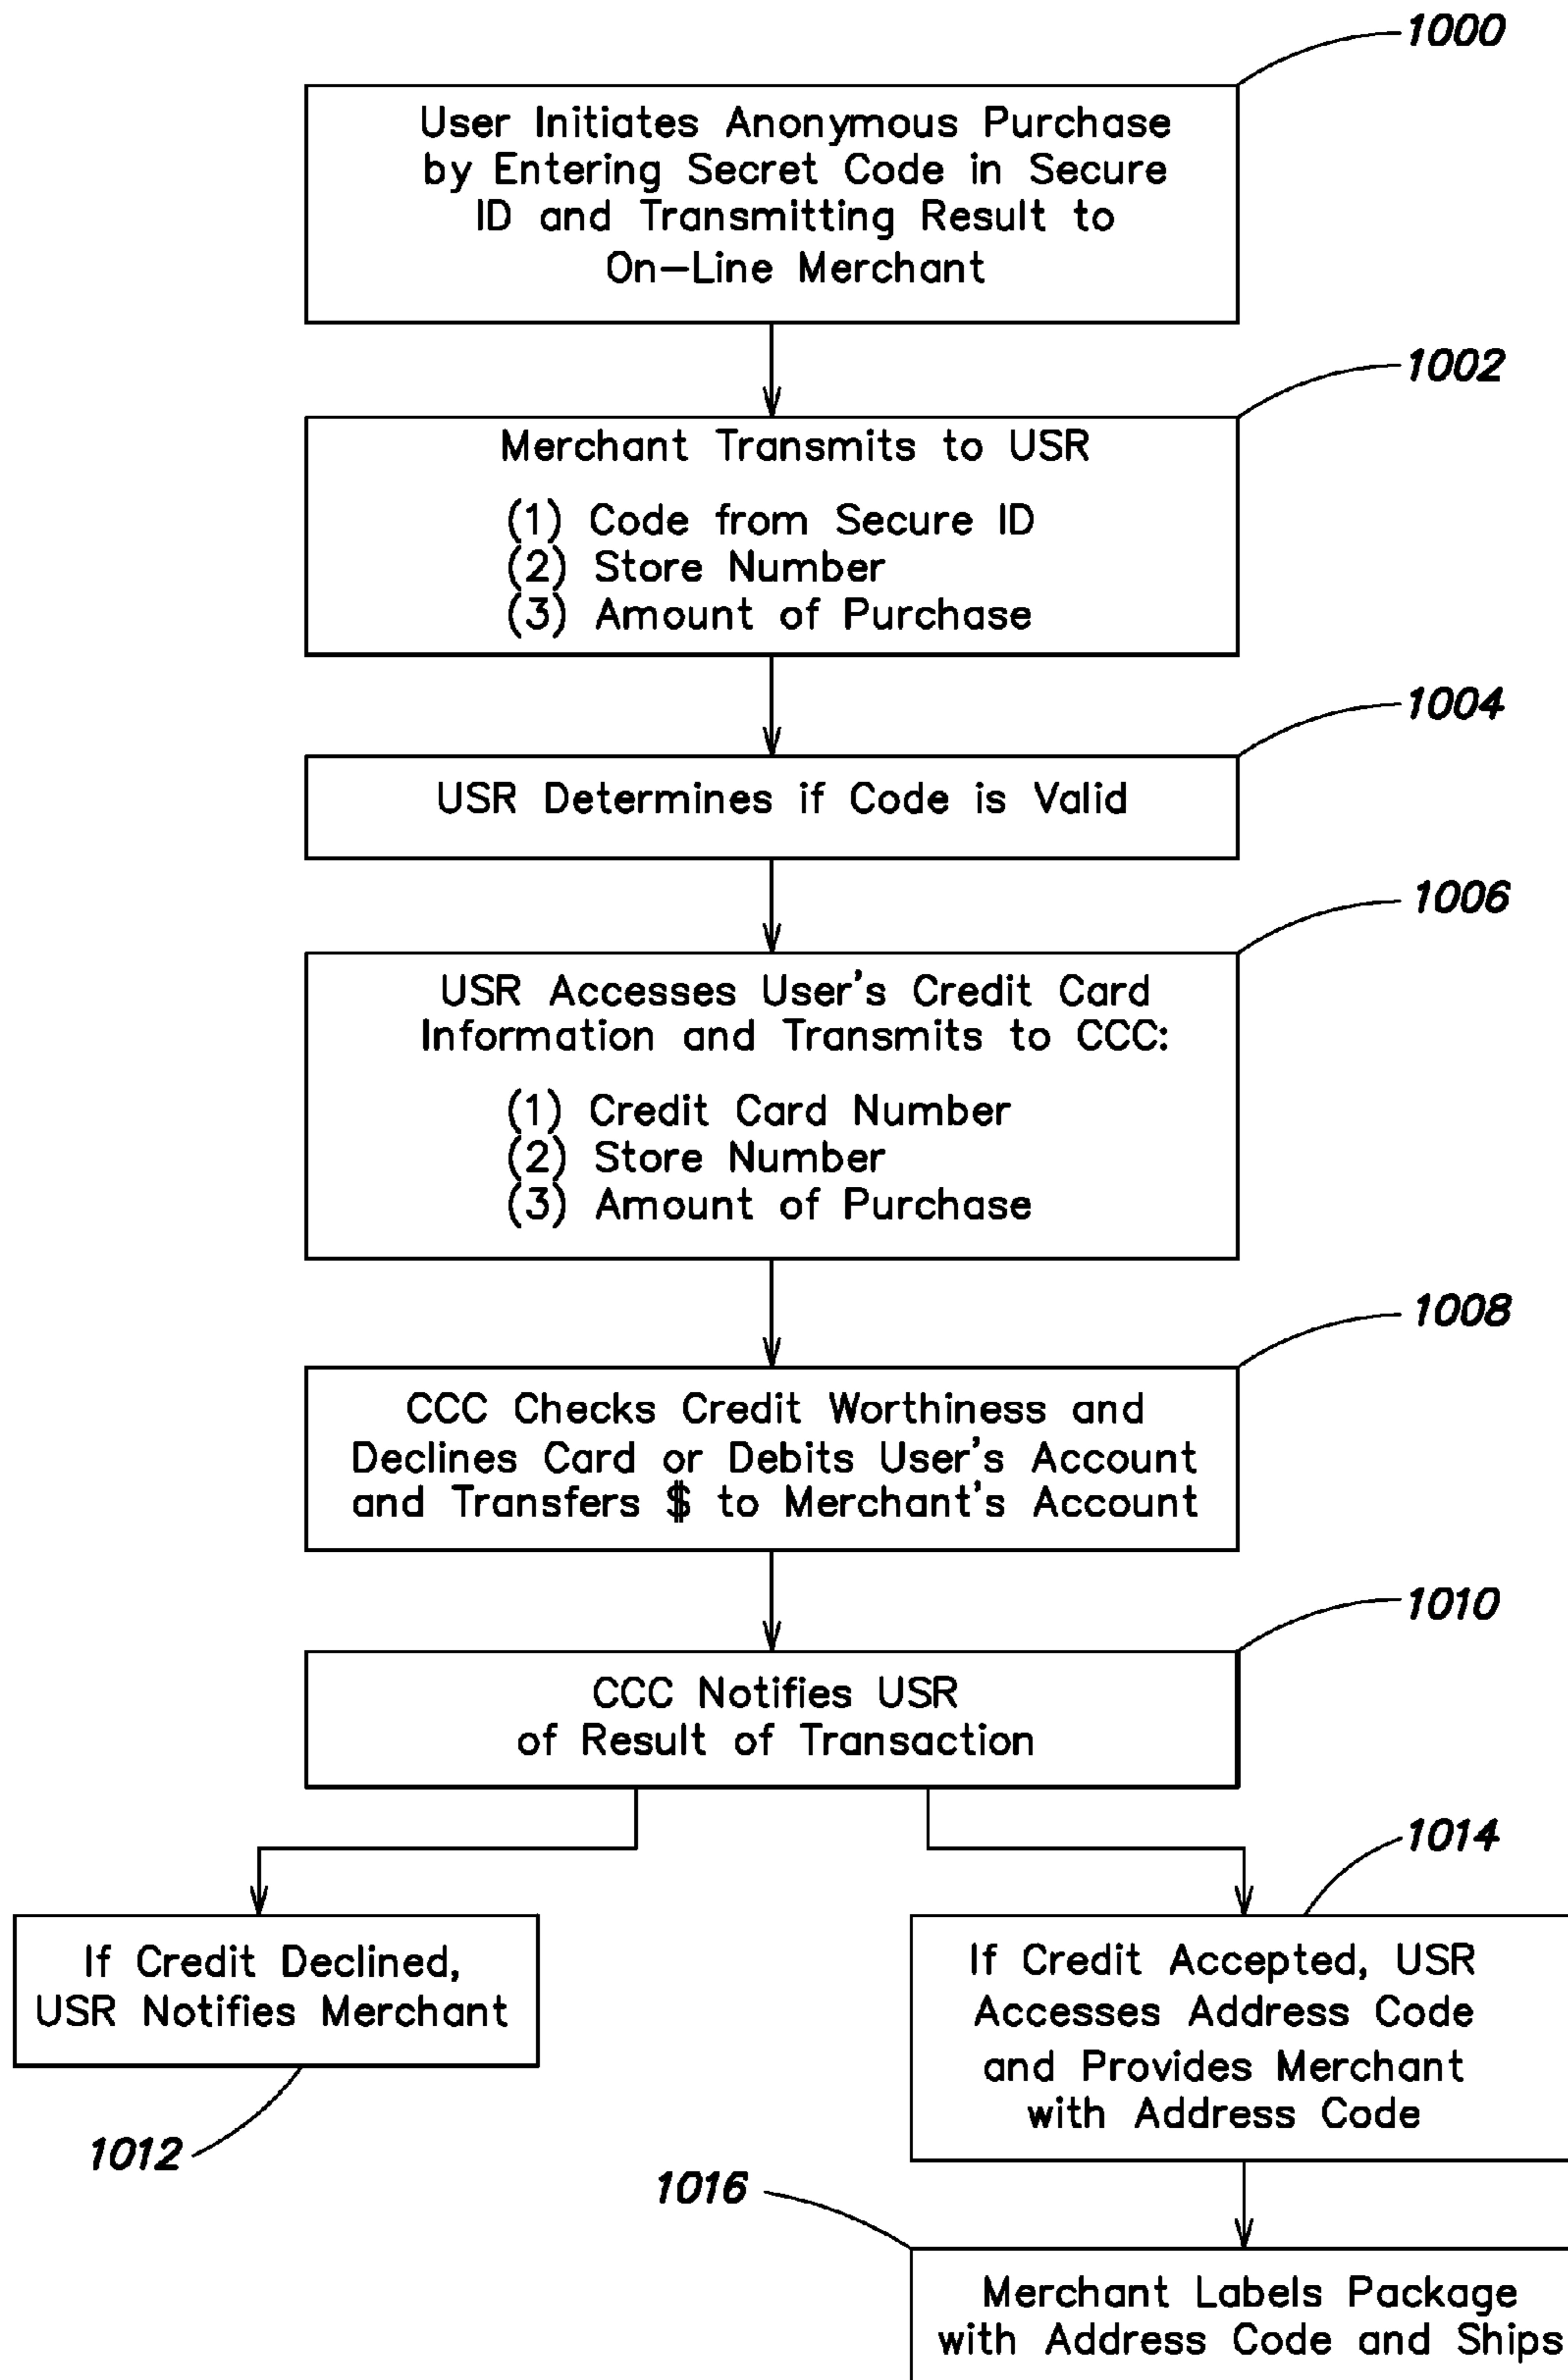 1000
User Initiates Anonymous Purchase
by Entering Secret Code in Secure
ID and Transmitting Result to
On-Line Merchant
1002
Merchant Transmits to USR
(1) Code from Secure ID
(2) Store Number
(3) Amount of Purchase
1004
USR Determines if Code is Valid
1006
USR Accesses User's Credit Card
Information and Transmits to CCC:
(1) Credit Card Number
(2) Store Number
(3) Amount of Purchase
1008
CCC Checks Credit Worthiness and
Declines Card or Debits User's Account
and Transfers $ to Merchant's Account
1010
CCC Notifies USR
of Result of Transaction
If Credit Declined,
USR Notifies Merchant
1012
1014
If Credit Accepted, USR
Accesses Address Code
and Provides Merchant
with Address Code
1016
Merchant Labels Package
with Address Code and Ships